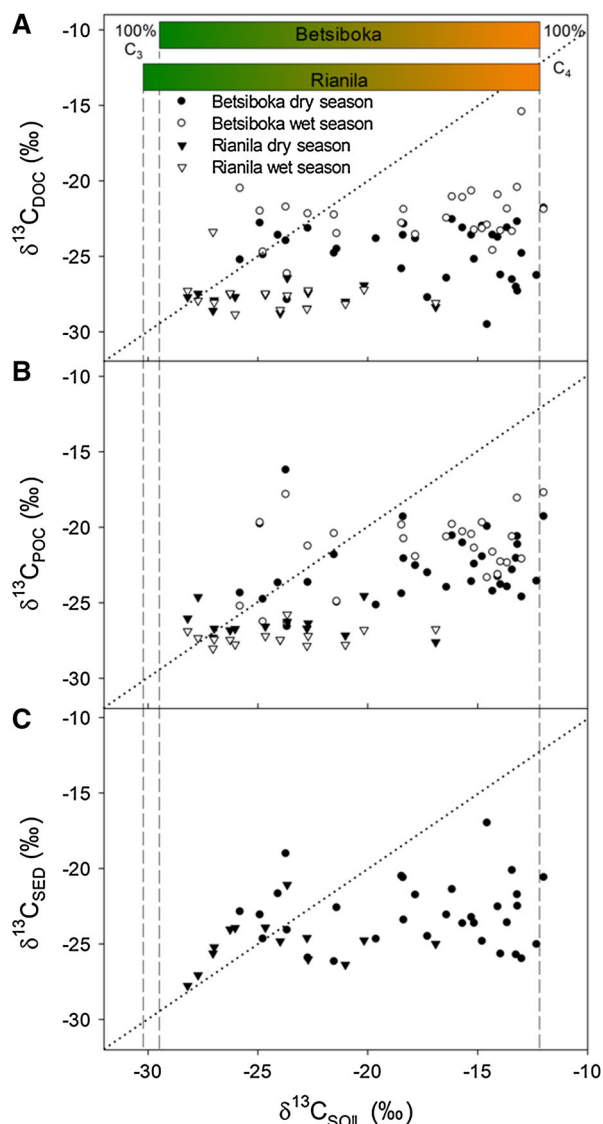 A
100%
C3
Betsiboka
100%
C4
Rianila
Betsiboka dry season
Betsiboka wet season
Rianila dry season
Rianila wet season
-10
-15
-20
-25
-30
δ13CDOC (‰)
B
-10
-15
-20
-25
-30
δ13CPOC (‰)
C
-10
-15
-20
-25
-30
δ13CSED (‰)
-30 -25 -20 -15 -10
δ13CSOIL (‰)